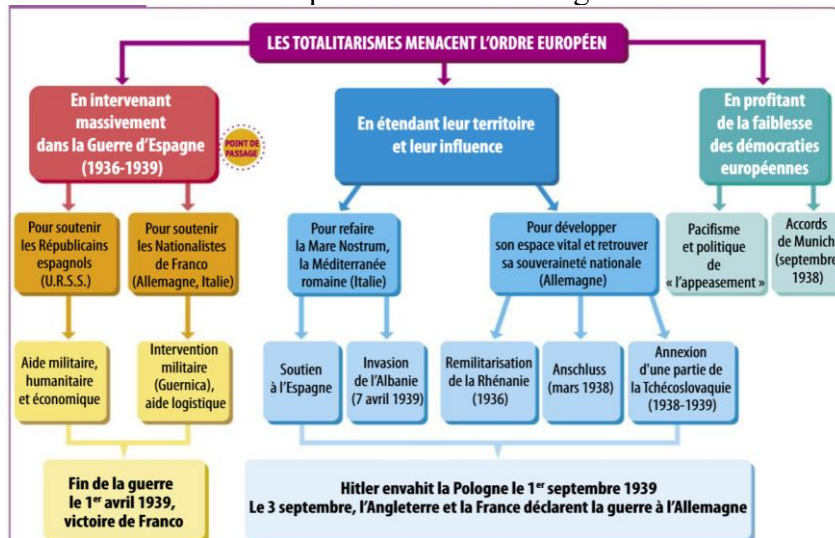 LES TOTALITARISMES MENACENT L'ORDRE EUROPÉEN
En intervenant
massivement
dans la Guerre d'Espagne
(1936-1939)
POINT DE
PASSAGE
En étendant leur territoire
et leur influence
En profitant
de la faiblesse
des démocraties
européennes
Pour soutenir
les Républicains
espagnols
(U.R.S.S.)
Pour soutenir
les Nationalistes
de Franco
(Allemagne, Italie)
Pour refaire
la Mare Nostrum,
la Méditerranée
romaine (Italie)
Pour développer
son espace vital et retrouver
sa souveraineté nationale
(Allemagne)
Pacifisme
et politique
de
« l'appeasement »
Accords
de Munich
(septembre
1938)
Aide militaire,
humanitaire
et économique
Intervention
militaire
(Guernica),
aide logistique
Soutien
à l'Espagne
Invasion
de l'Albanie
(7 avril 1939)
Remilitarisation
de la Rhénanie
(1936)
Anschluss
(mars 1938)
Annexion
d'une partie de
la Tchécoslovaquie
(1938-1939)
Fin de la guerre
le 1er avril 1939,
victoire de Franco
Hitler envahit la Pologne le 1er septembre 1939
Le 3 septembre, l'Angleterre et la France déclarent la guerre à l'Allemagne